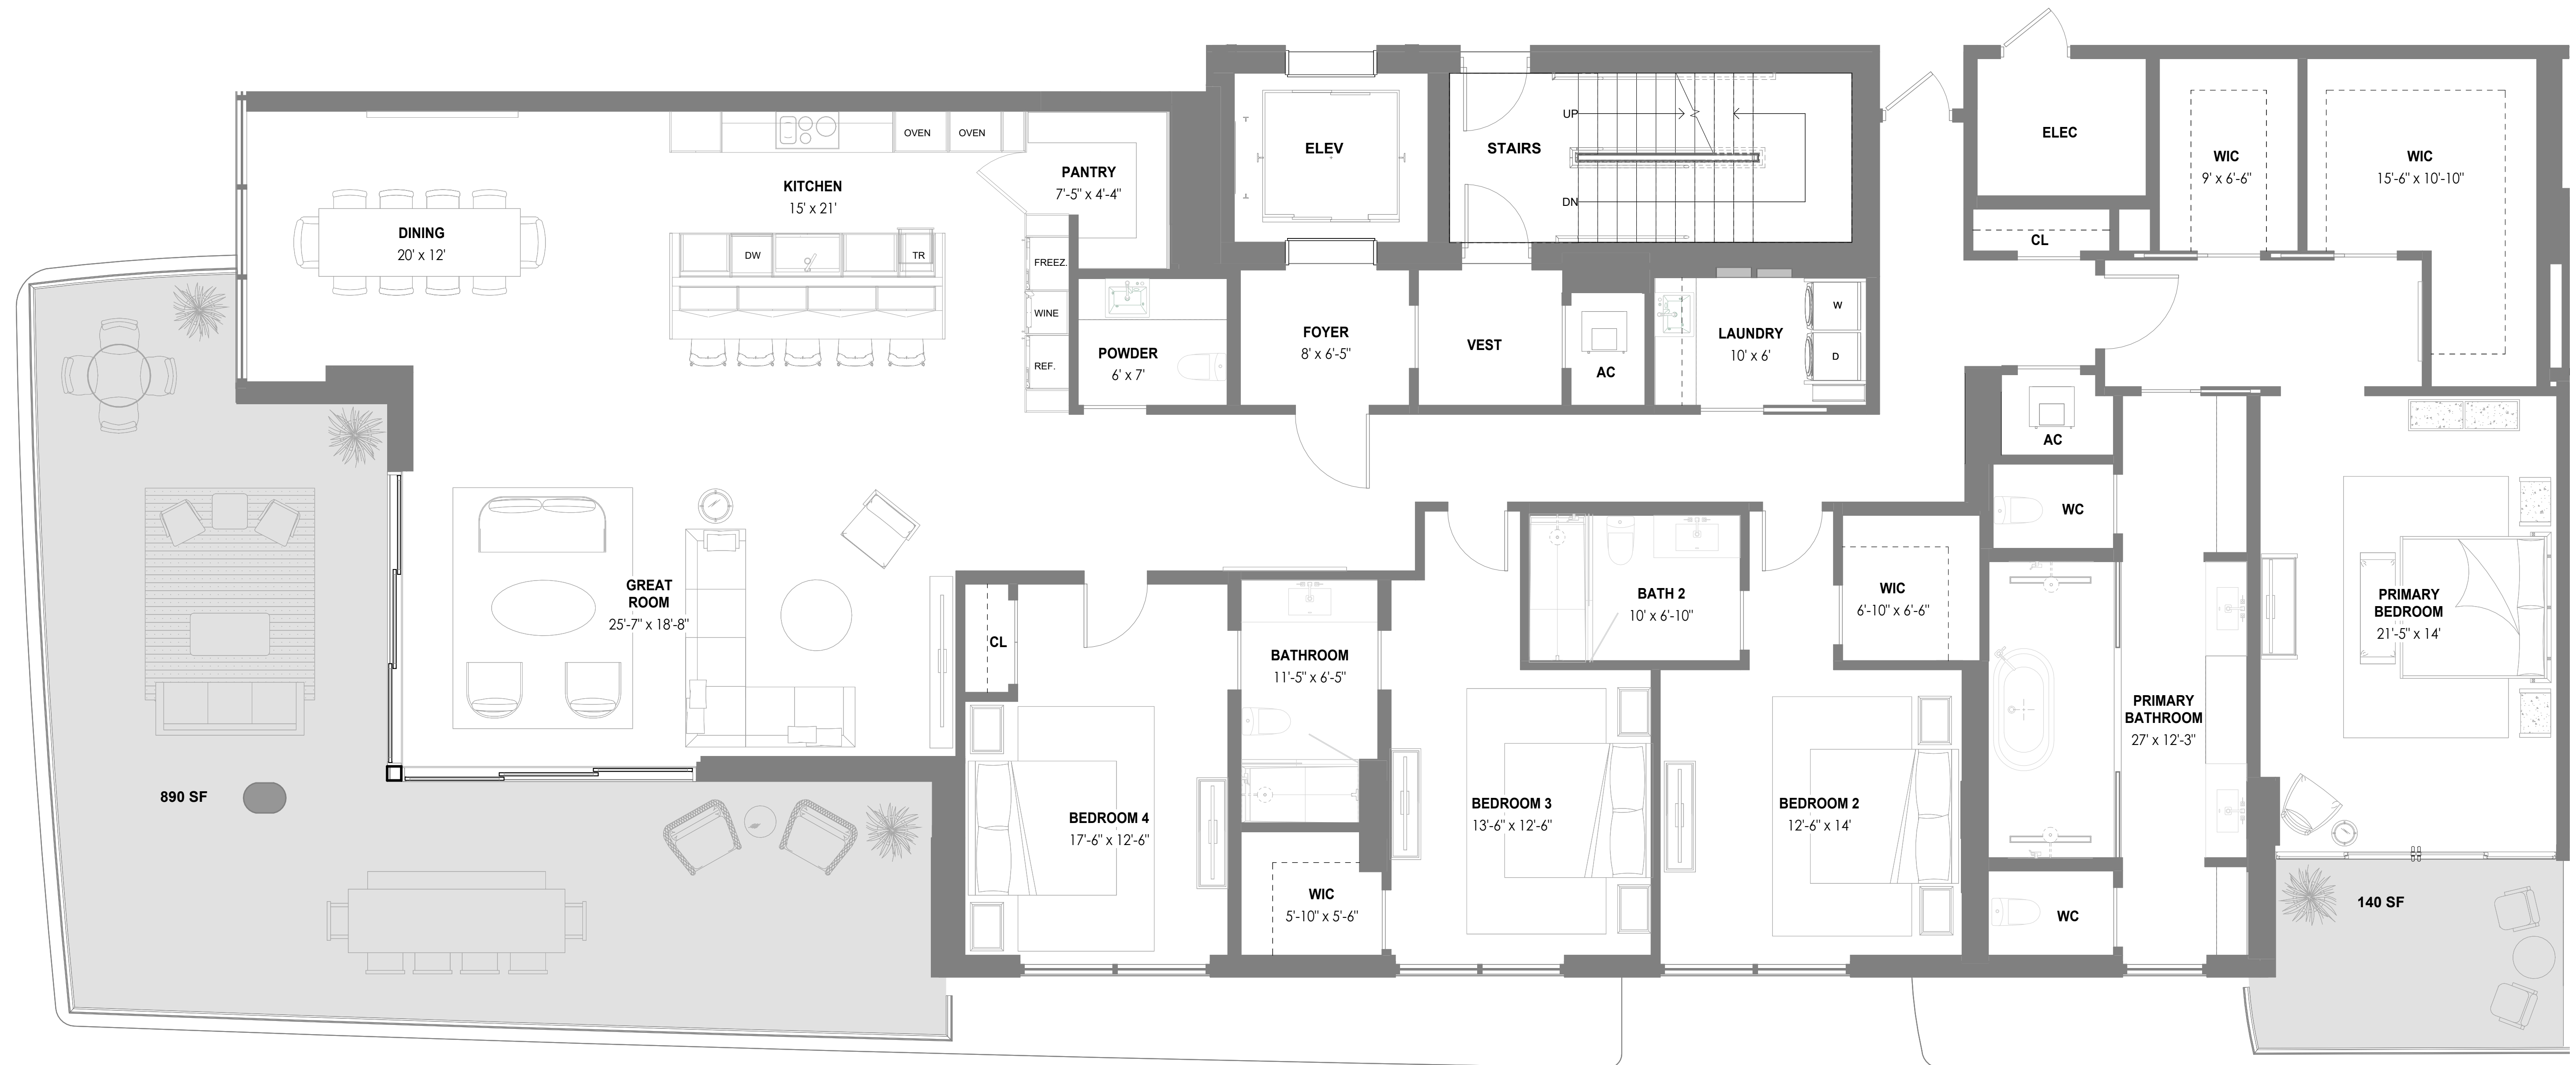 ELEC
WIC
9' x 6'-6"
WIC
15'-6" x 10'-10"
ELEV
STAIRS
UP
DN
OVEN
OVEN
PANTRY
7'-5" x 4'-4"
KITCHEN
15' x 21'
DINING
20' x 12'
DW
TR
FREEZ.
WINE
REF.
CL
POWDER
6' x 7'
FOYER
8' x 6'-5"
VEST
AC
LAUNDRY
10' x 6'
W
D
AC
WC
GREAT
ROOM
25'-7" x 18'-8"
CL
BATHROOM
11'-5" x 6'-5"
BATH 2
10' x 6'-10"
WIC
6'-10" x 6'-6"
PRIMARY
BEDROOM
21'-5" x 14'
PRIMARY
BATHROOM
27' x 12'-3"
890 SF
BEDROOM 4
17'-6" x 12'-6"
BEDROOM 3
13'-6" x 12'-6"
BEDROOM 2
12'-6" x 14'
WIC
5'-10" x 5'-6"
WC
140 SF